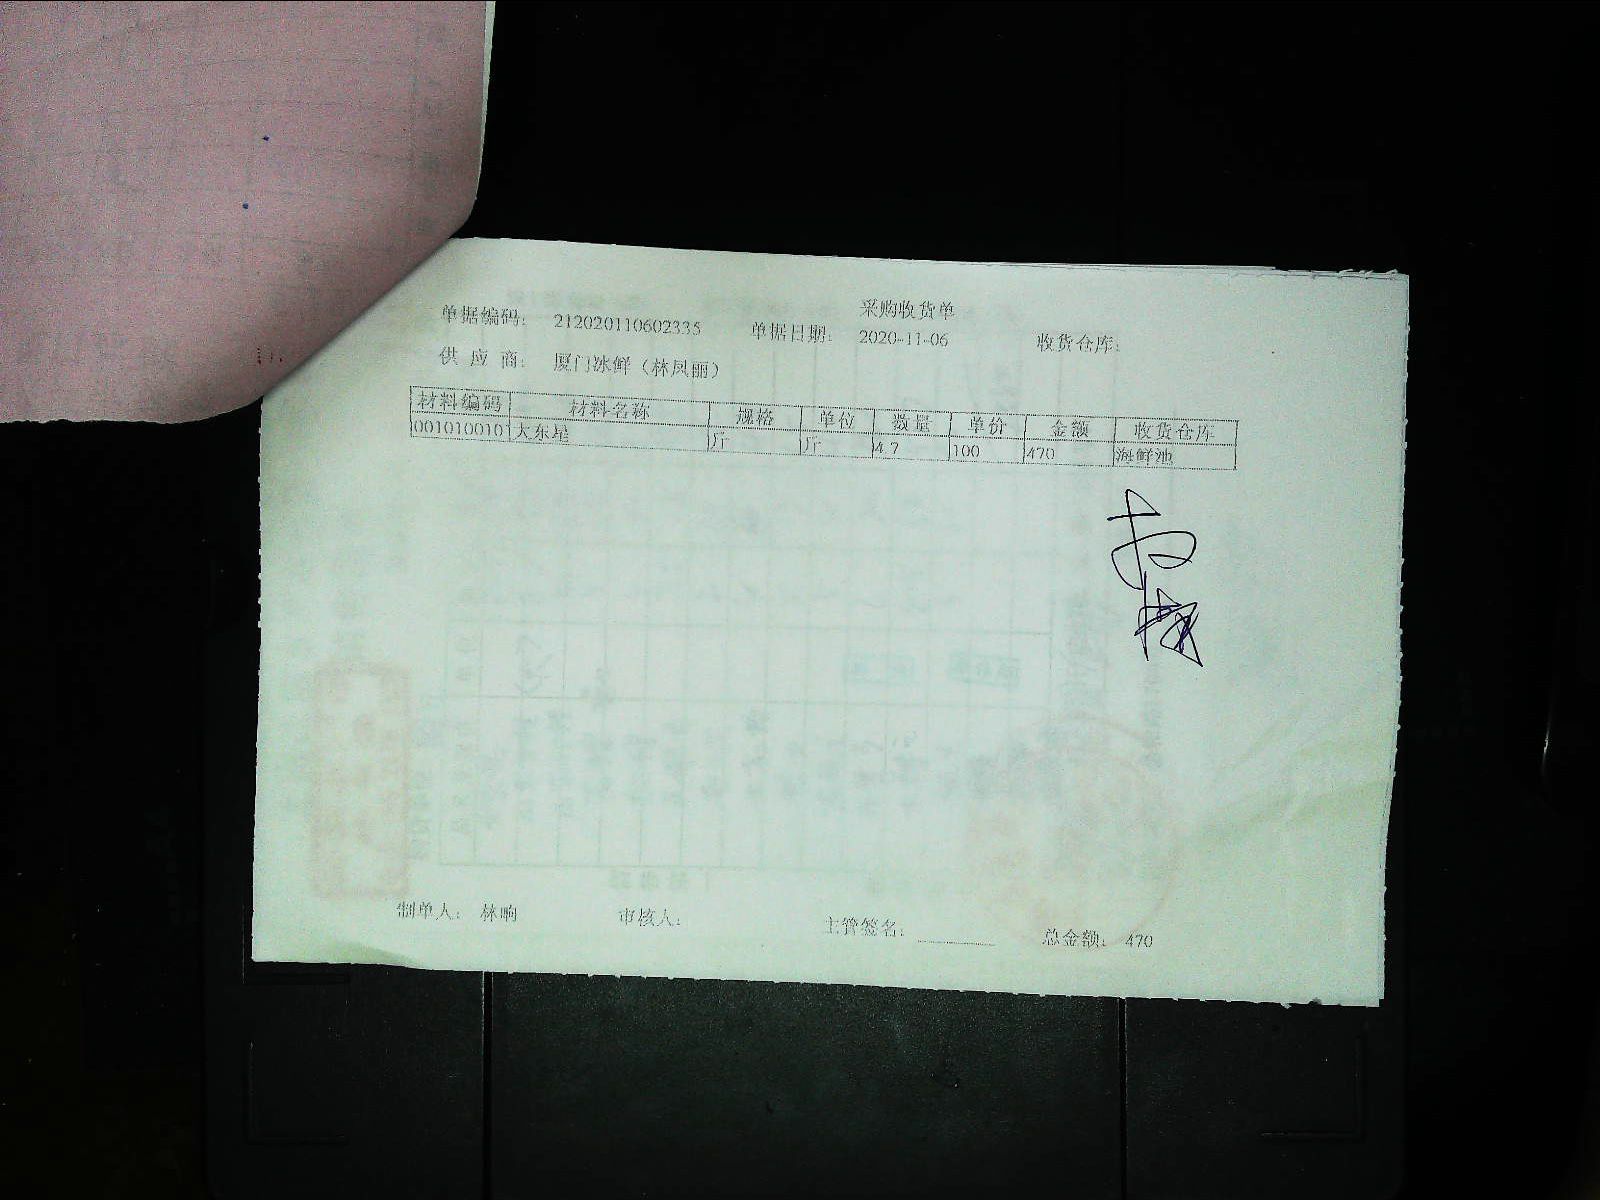 采购收货单
单据编码： 212020110602335 单据日期： 2020-11-06 收货仓库：
供 应 商： 厦门冰鲜（林凤丽）
材料编码 材料名称 规格 单位 数量 单价 金额 收货仓库
0010100101 大东星 斤 斤 4.7 100 470 海鲜池
制单人： 林响 审核人： 主管签名： 总金额： 470